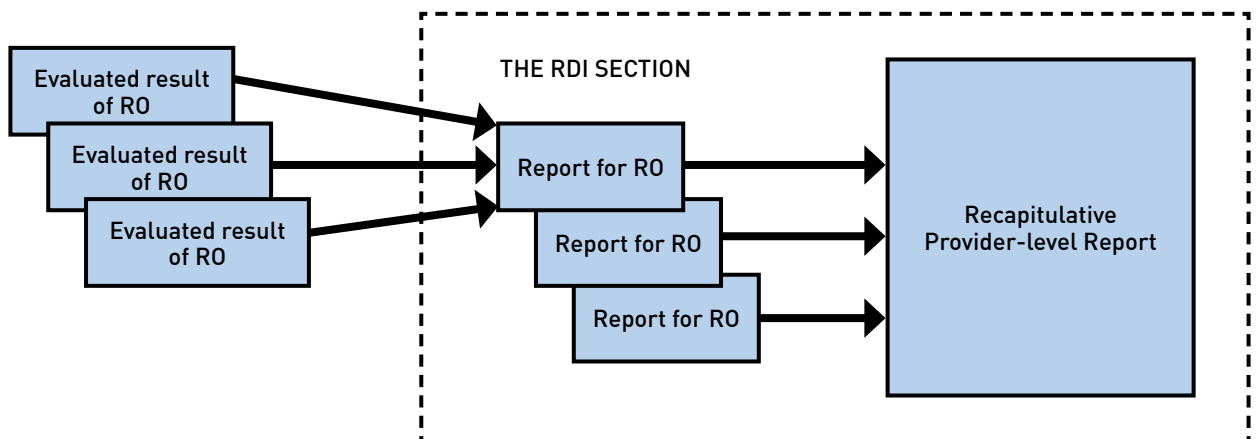 THE RDI SECTION
Evaluated result
of RO
Evaluated result
of RO
Evaluated result
of RO
Report for RO
Report for RO
Report for RO
Recapitulative
Provider-level Report